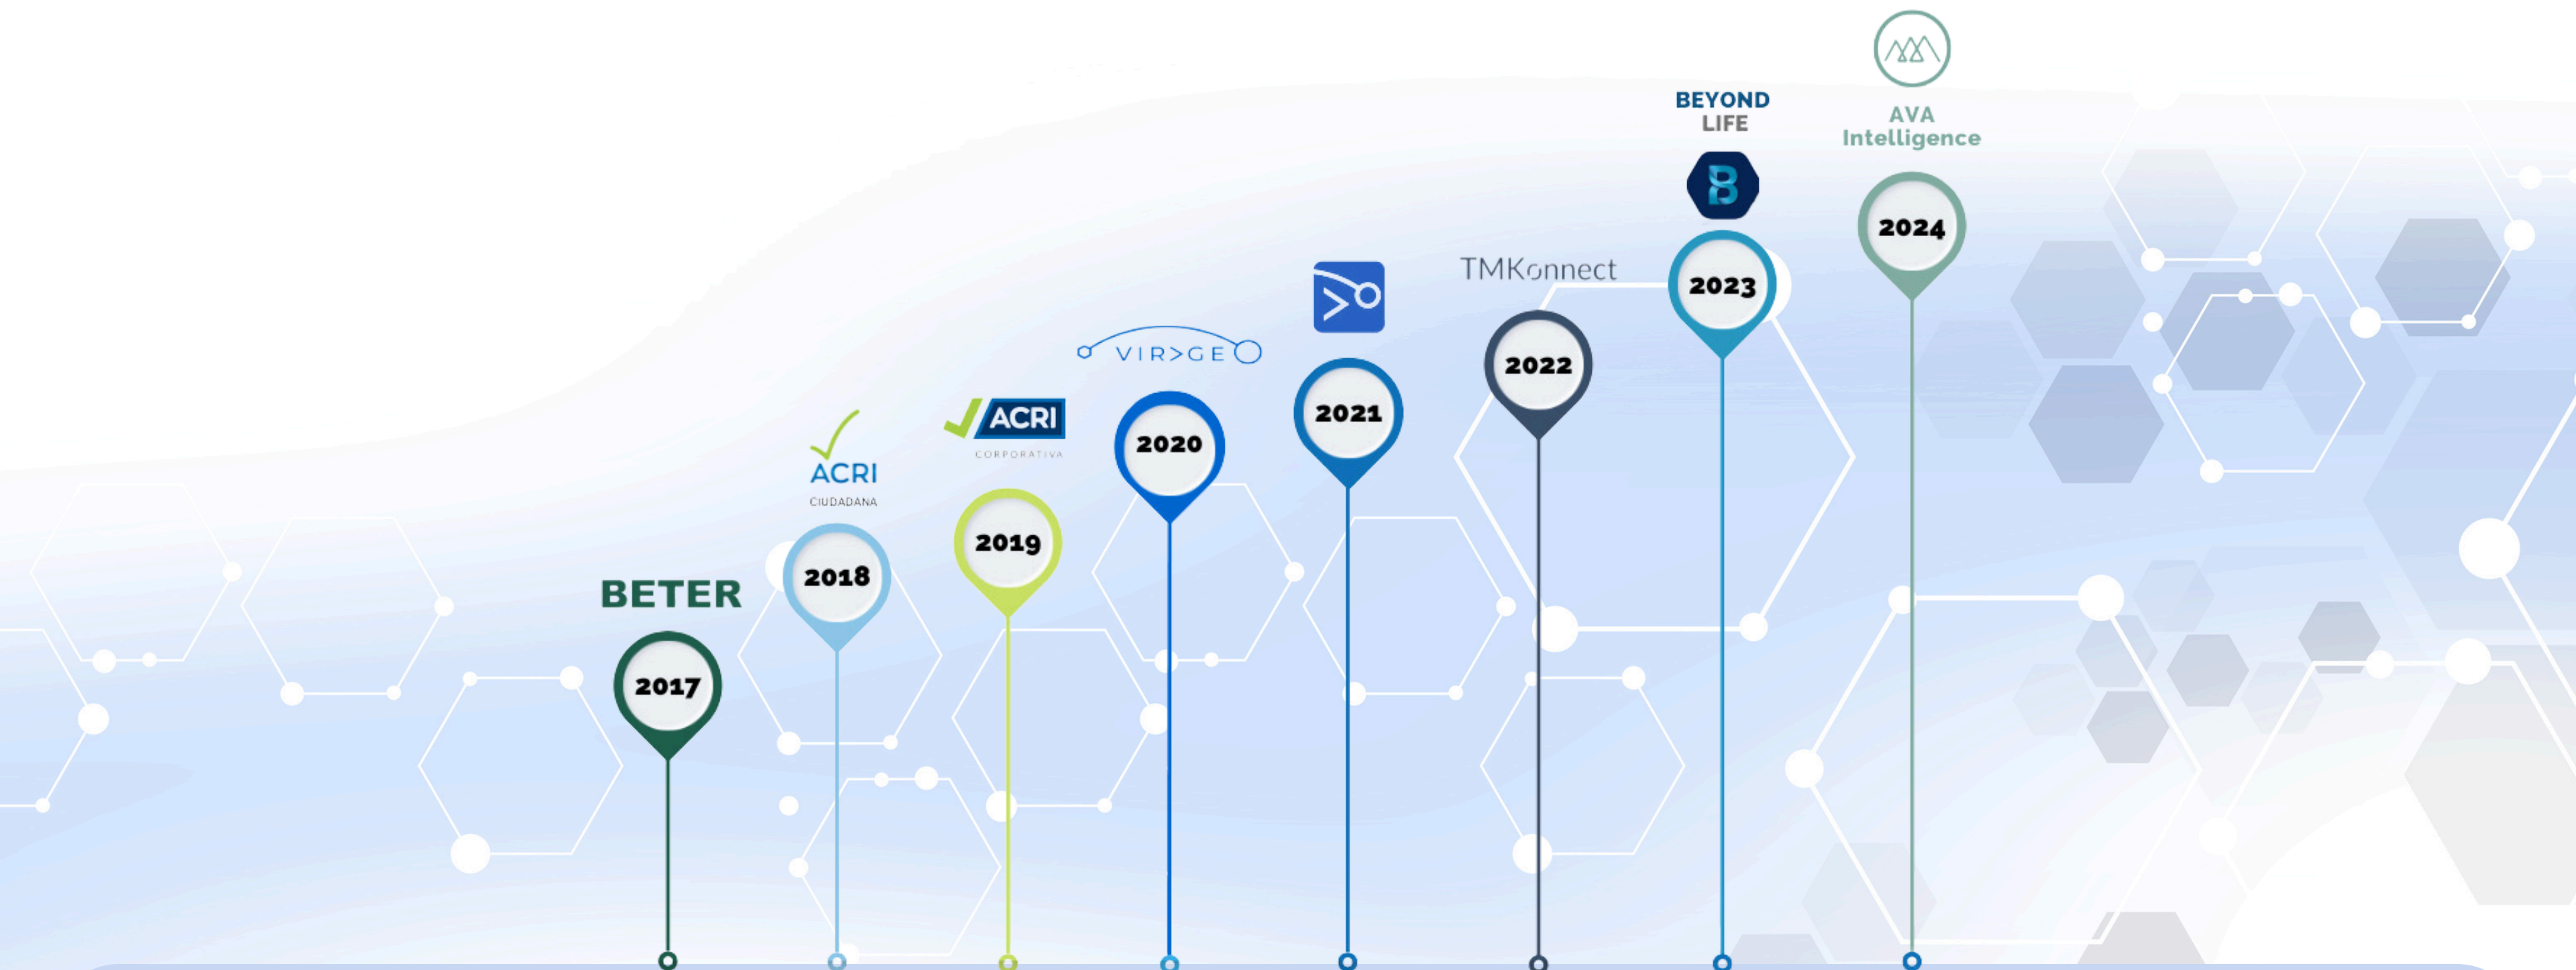 BETER
2017
ACRI
CIUDADANA
2018
ACRI
CORPORATIVA
2019
VIR>GE
2020
2021
TMKonnect
2022
BEYOND
LIFE
B
2023
AVA
Intelligence
2024